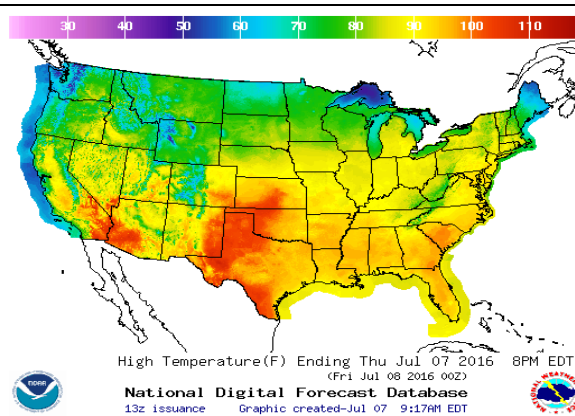 30 40 50 60 70 80 90 100 110
High Temperature(F) Ending Thu Jul 07 2016 8PM EDT
(Fri Jul 08 2016 00Z)
National Digital Forecast Database
13z issuance Graphic created-Jul 07 9:17AM EDT
NOAA